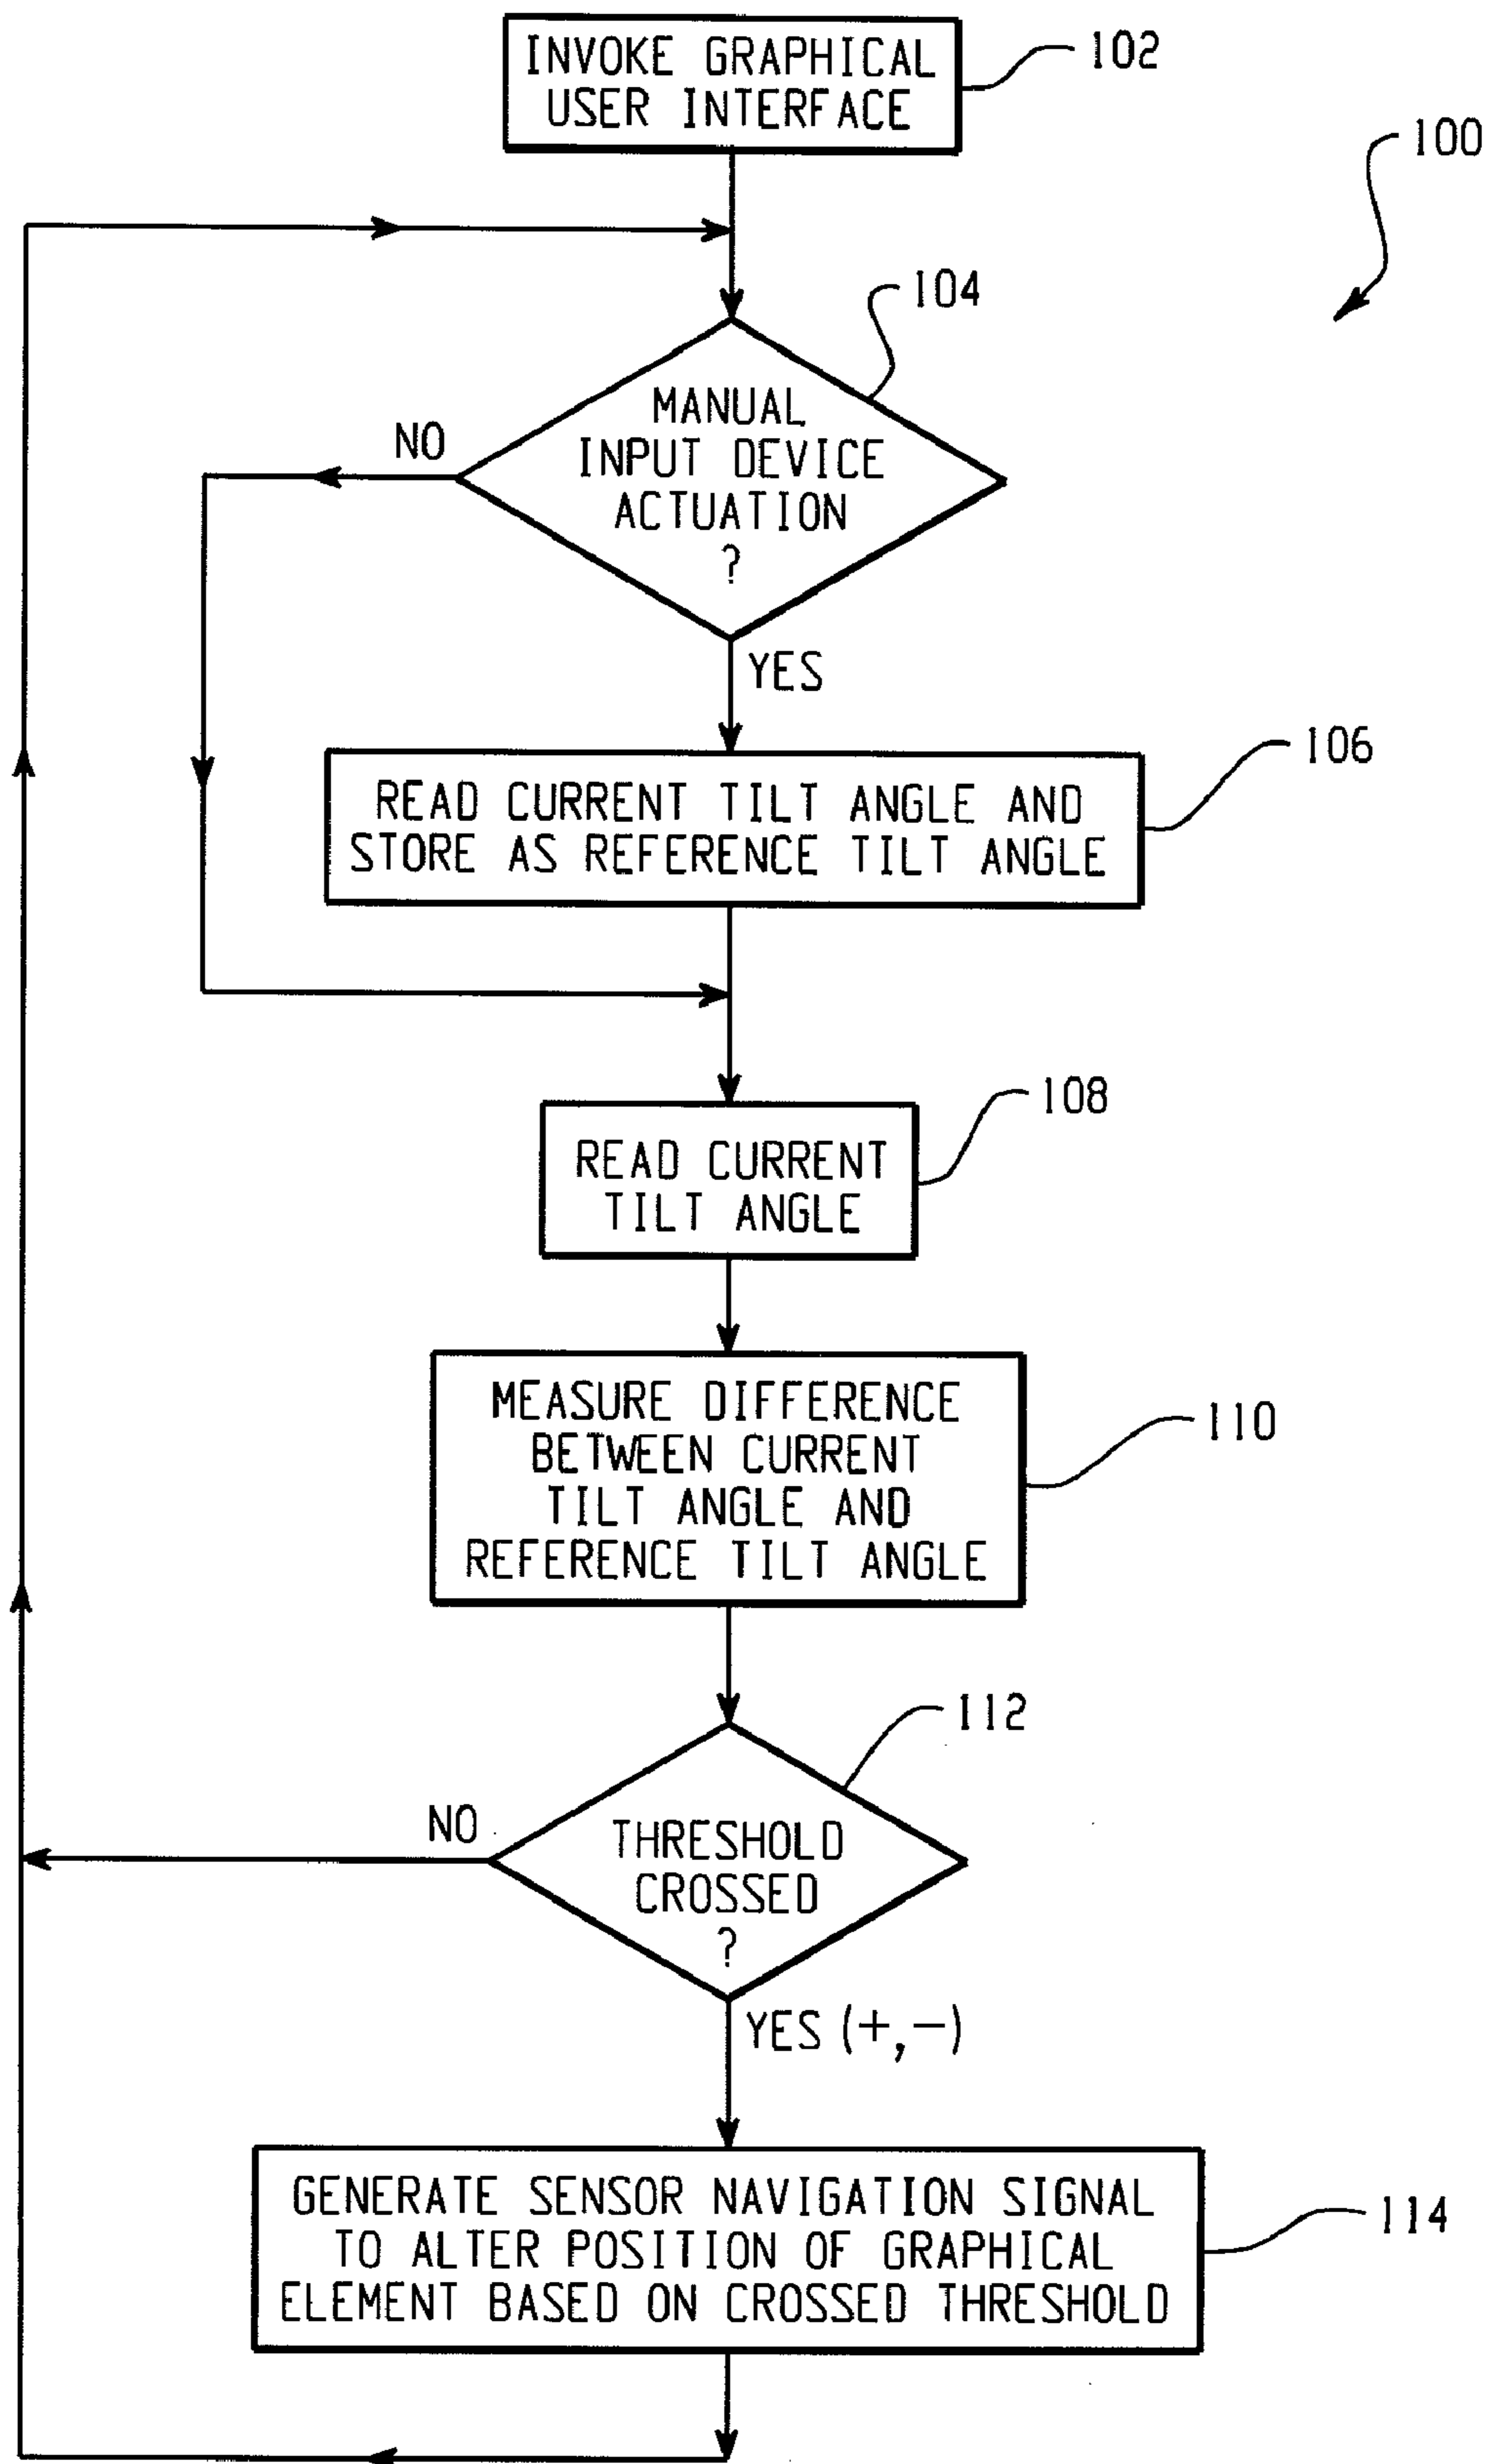 INVOKE GRAPHICAL
USER INTERFACE
102
100
104
MANUAL
INPUT DEVICE
ACTUATION
?
NO
YES
106
READ CURRENT TILT ANGLE AND
STORE AS REFERENCE TILT ANGLE
108
READ CURRENT
TILT ANGLE
MEASURE DIFFERENCE
BETWEEN CURRENT
TILT ANGLE AND
REFERENCE TILT ANGLE
110
112
NO
THRESHOLD
CROSSED
?
YES (+,−)
GENERATE SENSOR NAVIGATION SIGNAL
TO ALTER POSITION OF GRAPHICAL
ELEMENT BASED ON CROSSED THRESHOLD
114